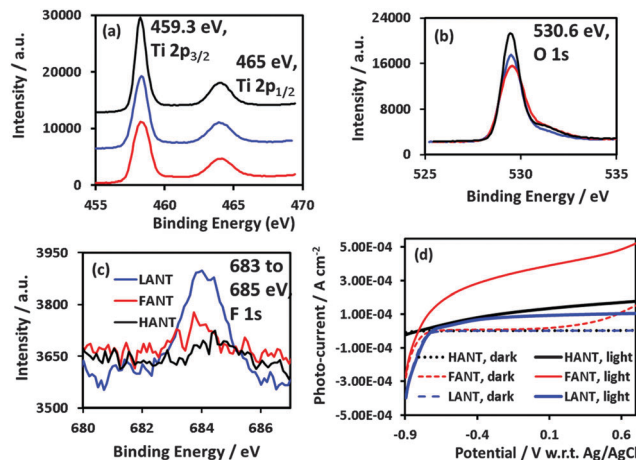 (a)
459.3 eV,
Ti 2p3/2
465 eV,
Ti 2p1/2
Intensity / a.u.
30000
20000
10000
0
455
460
465
470
Binding Energy (eV)
(b)
530.6 eV,
O 1s
Intensity / a.u.
24000
16000
8000
0
525
530
535
Binding Energy / eV
(c)
683 to
685 eV,
F 1s
LANT
FANT
HANT
Intensity / a.u.
3950
3800
3650
3500
680
682
684
686
Binding Energy / eV
(d)
Photo-current / A cm-2
5.00E-04
3.00E-04
1.00E-04
-1.00E-04
-3.00E-04
-5.00E-04
HANT, dark
HANT, light
FANT, dark
FANT, light
LANT, dark
LANT, light
-0.9
-0.4
0.1
0.6
Potential / V w.r.t. Ag/AgCl